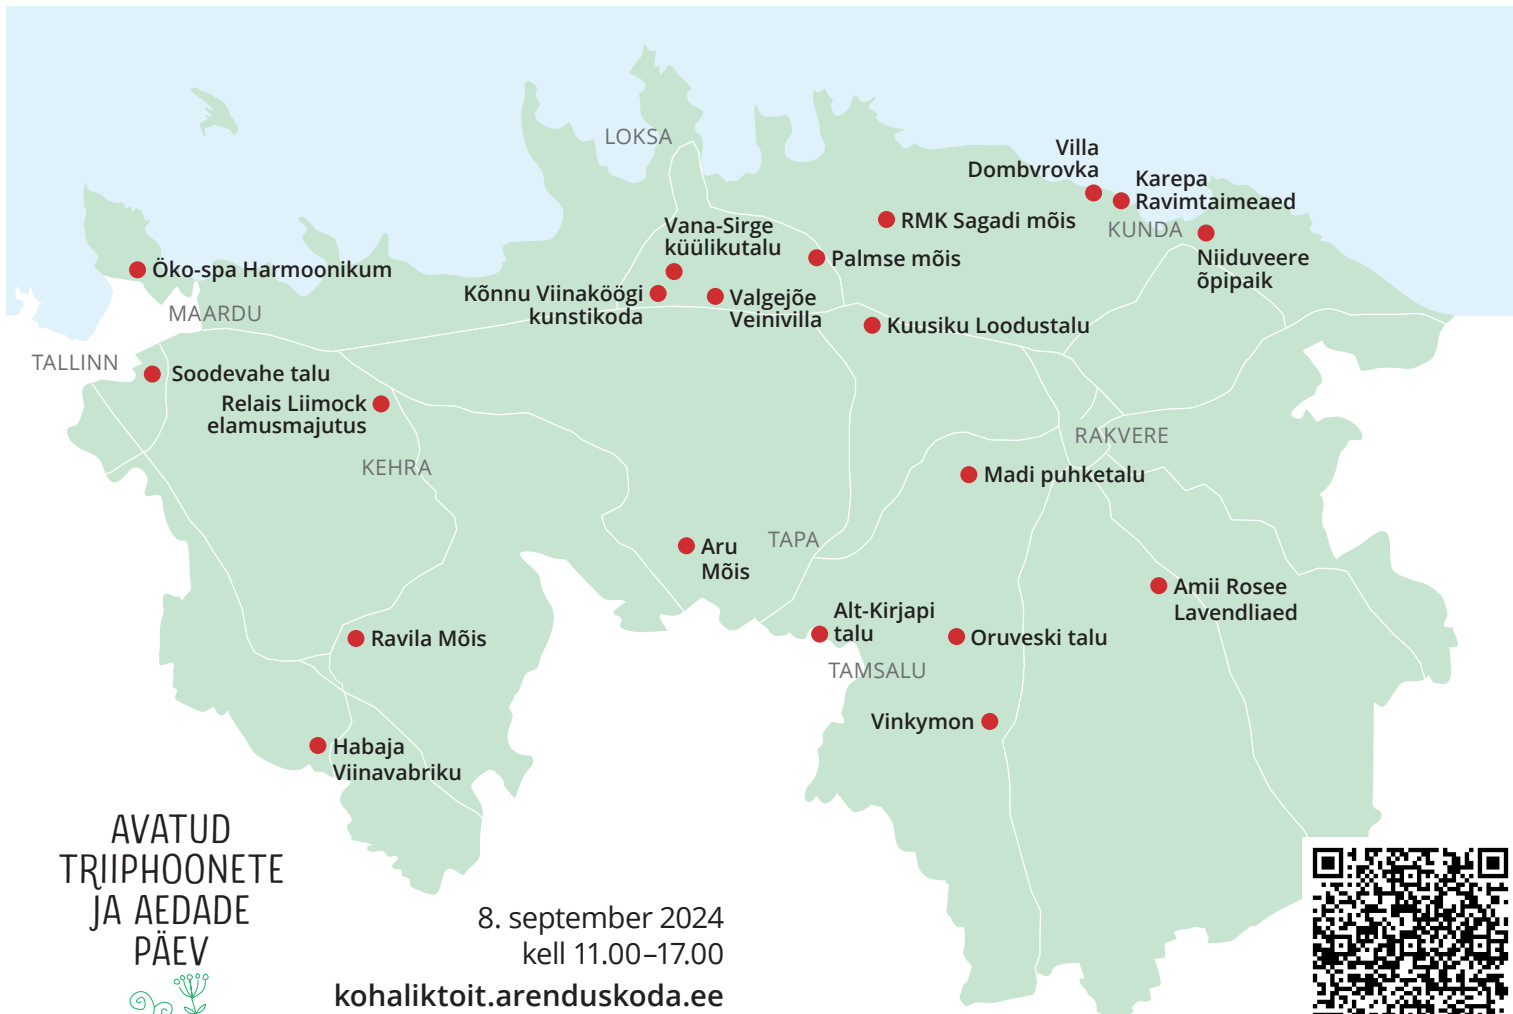 LOKSA
Villa
Dombvrovka
Karepa
Ravimtaimeaed
RMK Sagadi mõis
KUNDA
Vana-Sirge
küülikutalu
Palmse mõis
Niiduveere
õpipaik
Öko-spa Harmoonikum
Kõnnu Viinaköögi
kunstikoda
Valgejõe
Veinivilla
MAARDU
Kuusiku Loodustalu
TALLINN
Soodevahe talu
Relais Liimock
elamusmajutus
RAKVERE
KEHRA
Madi puhketalu
TAPA
Aru
Mõis
Amii Rosee
Lavendliaed
Alt-Kirjapi
talu
Oruveski talu
Ravila Mõis
TAMSALU
Vinkymon
Habaja
Viinavabriku
AVATUD
TRIIPHOONETE
JA AEDADE
PÄEV
8. september 2024
kell 11.00–17.00
kohaliktoit.arenduskoda.ee